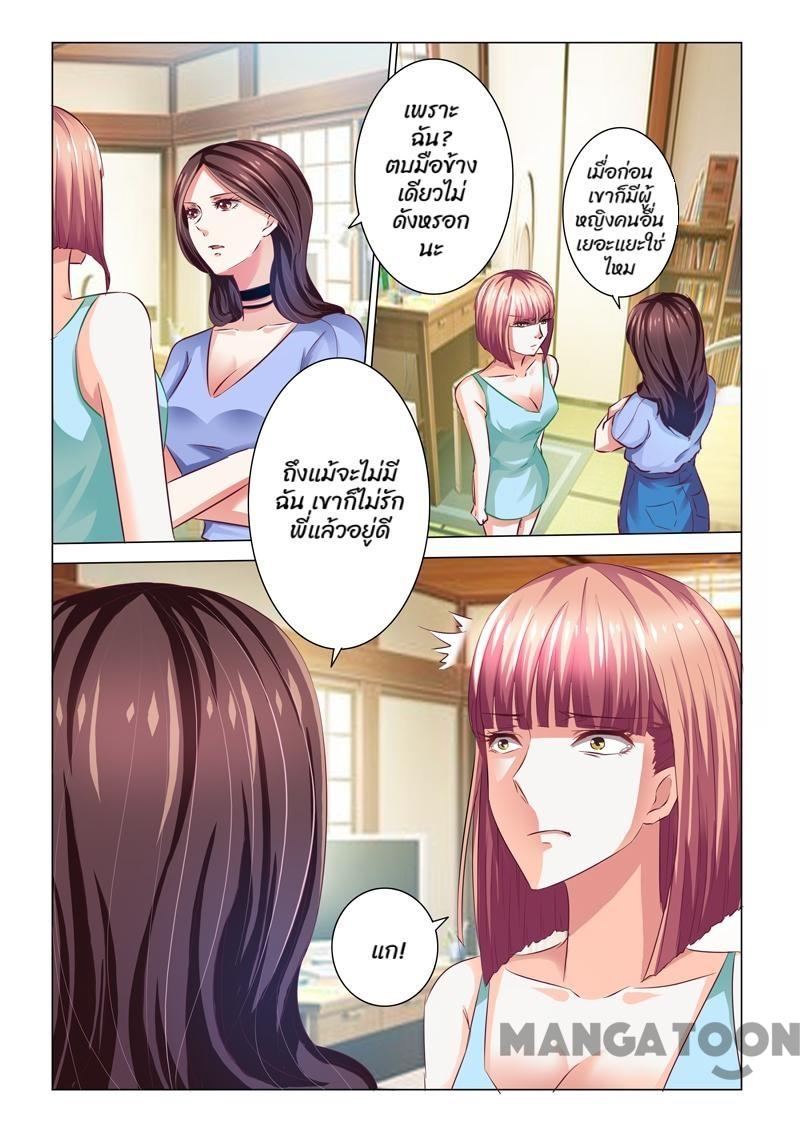 เพราะ
ฉัน?
ตบมือข้าง
เดียวไม่
ดังหรอก
นะ
เมื่อก่อน
เขาก็มีผู้
หญิงคนอื่น
เยอะแยะใช่
ไหม
ถึงแม้จะไม่มี
ฉัน เขาก็ไม่รัก
พี่แล้วอยู่ดี
แก!
MANGATOON